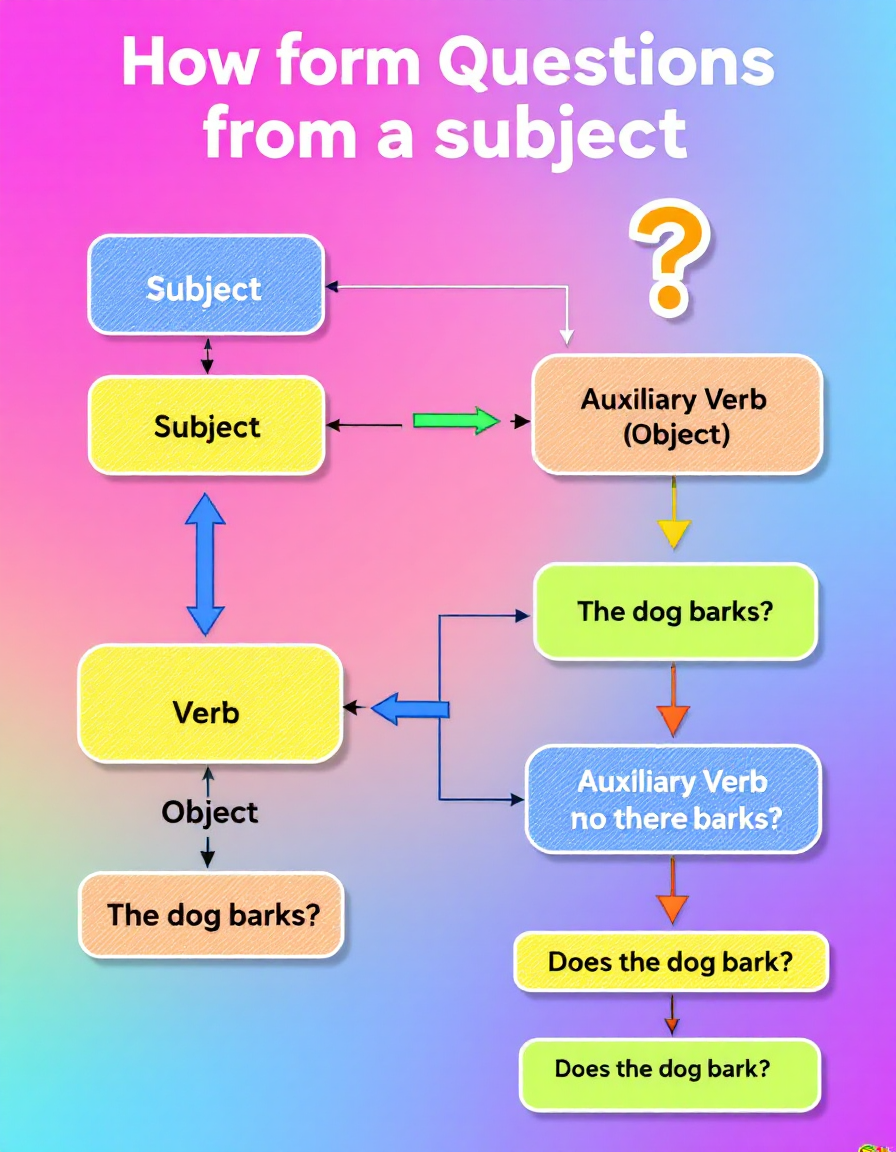 How form Questions
from a subject
?
Subject
Subject
Auxiliary Verb
(Object)
The dog barks?
Verb
Auxiliary Verb
no there barks?
Object
The dog barks?
Does the dog bark?
Does the dog bark?